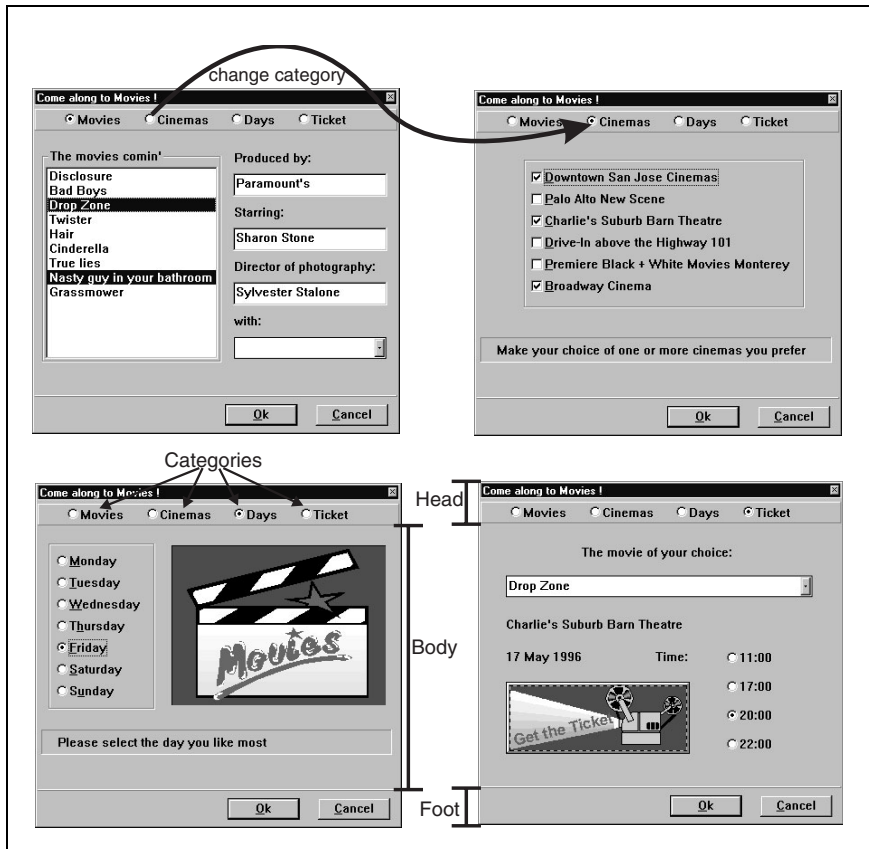 change category
Come along to Movies !
Movies Cinemas Days Ticket
The movies comin'
Disclosure
Bad Boys
Drop Zone
Twister
Hair
Cinderella
True lies
Nasty guy in your bathroom
Grassmower
Produced by:
Paramount's
Starring:
Sharon Stone
Director of photography:
Sylvester Stalone
with:
Ok Cancel
Come along to Movies !
Movies Cinemas Days Ticket
Downtown San Jose Cinemas
Palo Alto New Scene
Charlie's Suburb Barn Theatre
Drive-In above the Highway 101
Premiere Black + White Movies Monterey
Broadway Cinema
Make your choice of one or more cinemas you prefer
Ok Cancel
Categories
Come along to Movies !
Movies Cinemas Days Ticket
Monday
Tuesday
Wednesday
Thursday
Friday
Saturday
Sunday
Movies
Please select the day you like most
Ok Cancel
Head
Body
Foot
Come along to Movies !
Movies Cinemas Days Ticket
The movie of your choice:
Drop Zone
Charlie's Suburb Barn Theatre
17 May 1996 Time:
11:00
17:00
20:00
22:00
Get the Ticket
Ok Cancel